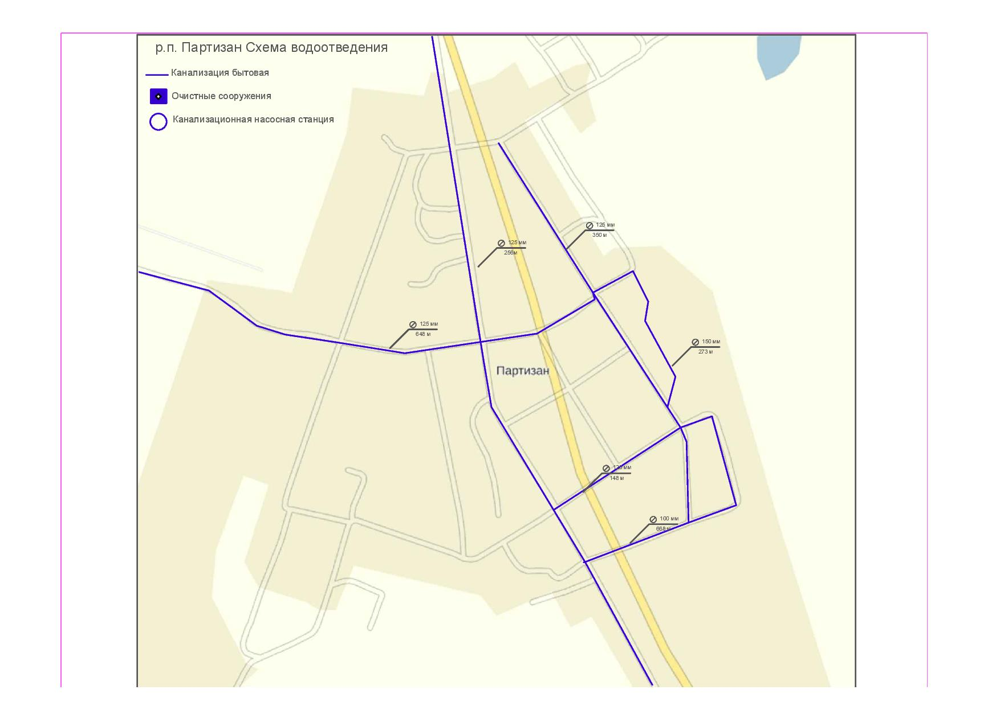 р.п. Партизан Схема водоотведения
Канализация бытовая
Очистные сооружения
Канализационная насосная станция
125 мм
350 м
125 мм
256м
125 мм
648 м
150 мм
273 м
Партизан
мм
148 м
100 мм
668 м